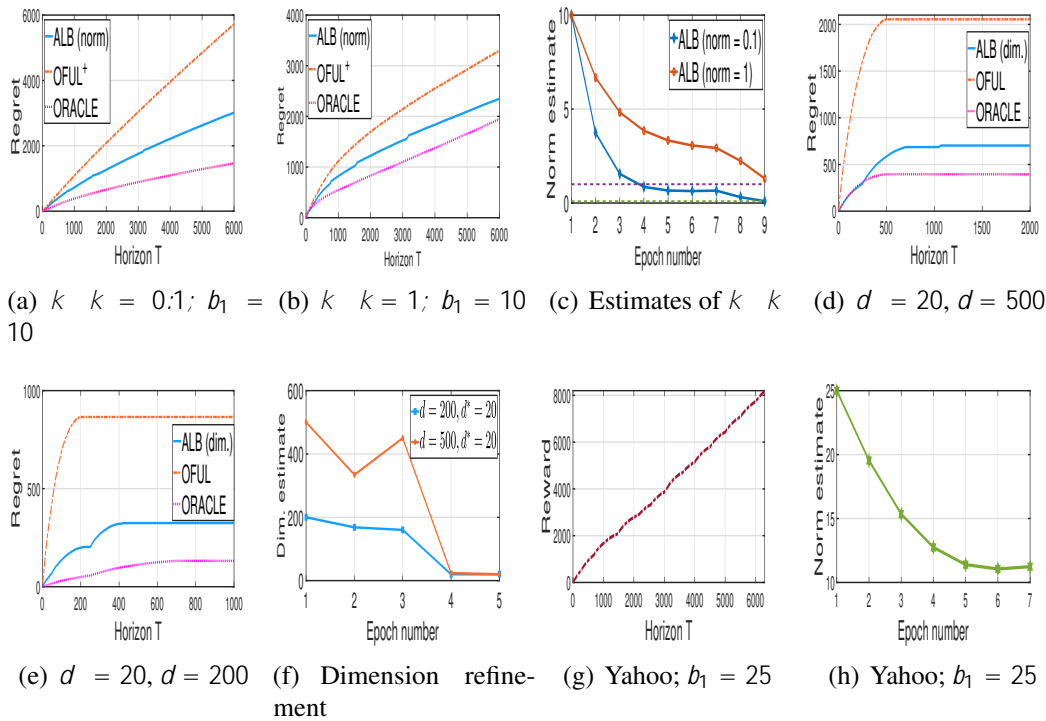 6000
4000
2000
0
Regret
ALB (norm)
OFUL+
ORACLE
0 1000 2000 3000 4000 5000 6000
Horizon T
4000
3000
2000
1000
0
Regret
ALB (norm)
OFUL+
ORACLE
1000 2000 3000 4000 5000 6000
Horizon T
10
5
0
Norm estimate
ALB (norm = 0.1)
ALB (norm = 1)
1 2 3 4 5 6 7 8 9
Epoch number
2000
1500
1000
500
0
Regret
ALB (dim.)
OFUL
ORACLE
0 500 1000 1500 2000
Horizon T
(a) k k = 0:1; b1 =
10
(b) k k = 1; b1 = 10
(c) Estimates of k k
(d) d = 20, d = 500
1000
500
0
Regret
ALB (dim.)
OFUL
ORACLE
0 200 400 600 800 1000
Horizon T
600
400
200
0
Dim. estimate
d = 200, d* = 20
d = 500, d* = 20
1 2 3 4 5
Epoch number
8000
6000
4000
2000
0
Reward
0 1000 2000 3000 4000 5000 6000
Horizon T
25
20
15
10
Norm estimate
1 2 3 4 5 6 7
Epoch number
(e) d = 20, d = 200
(f) Dimension refine-
ment
(g) Yahoo; b1 = 25
(h) Yahoo; b1 = 25